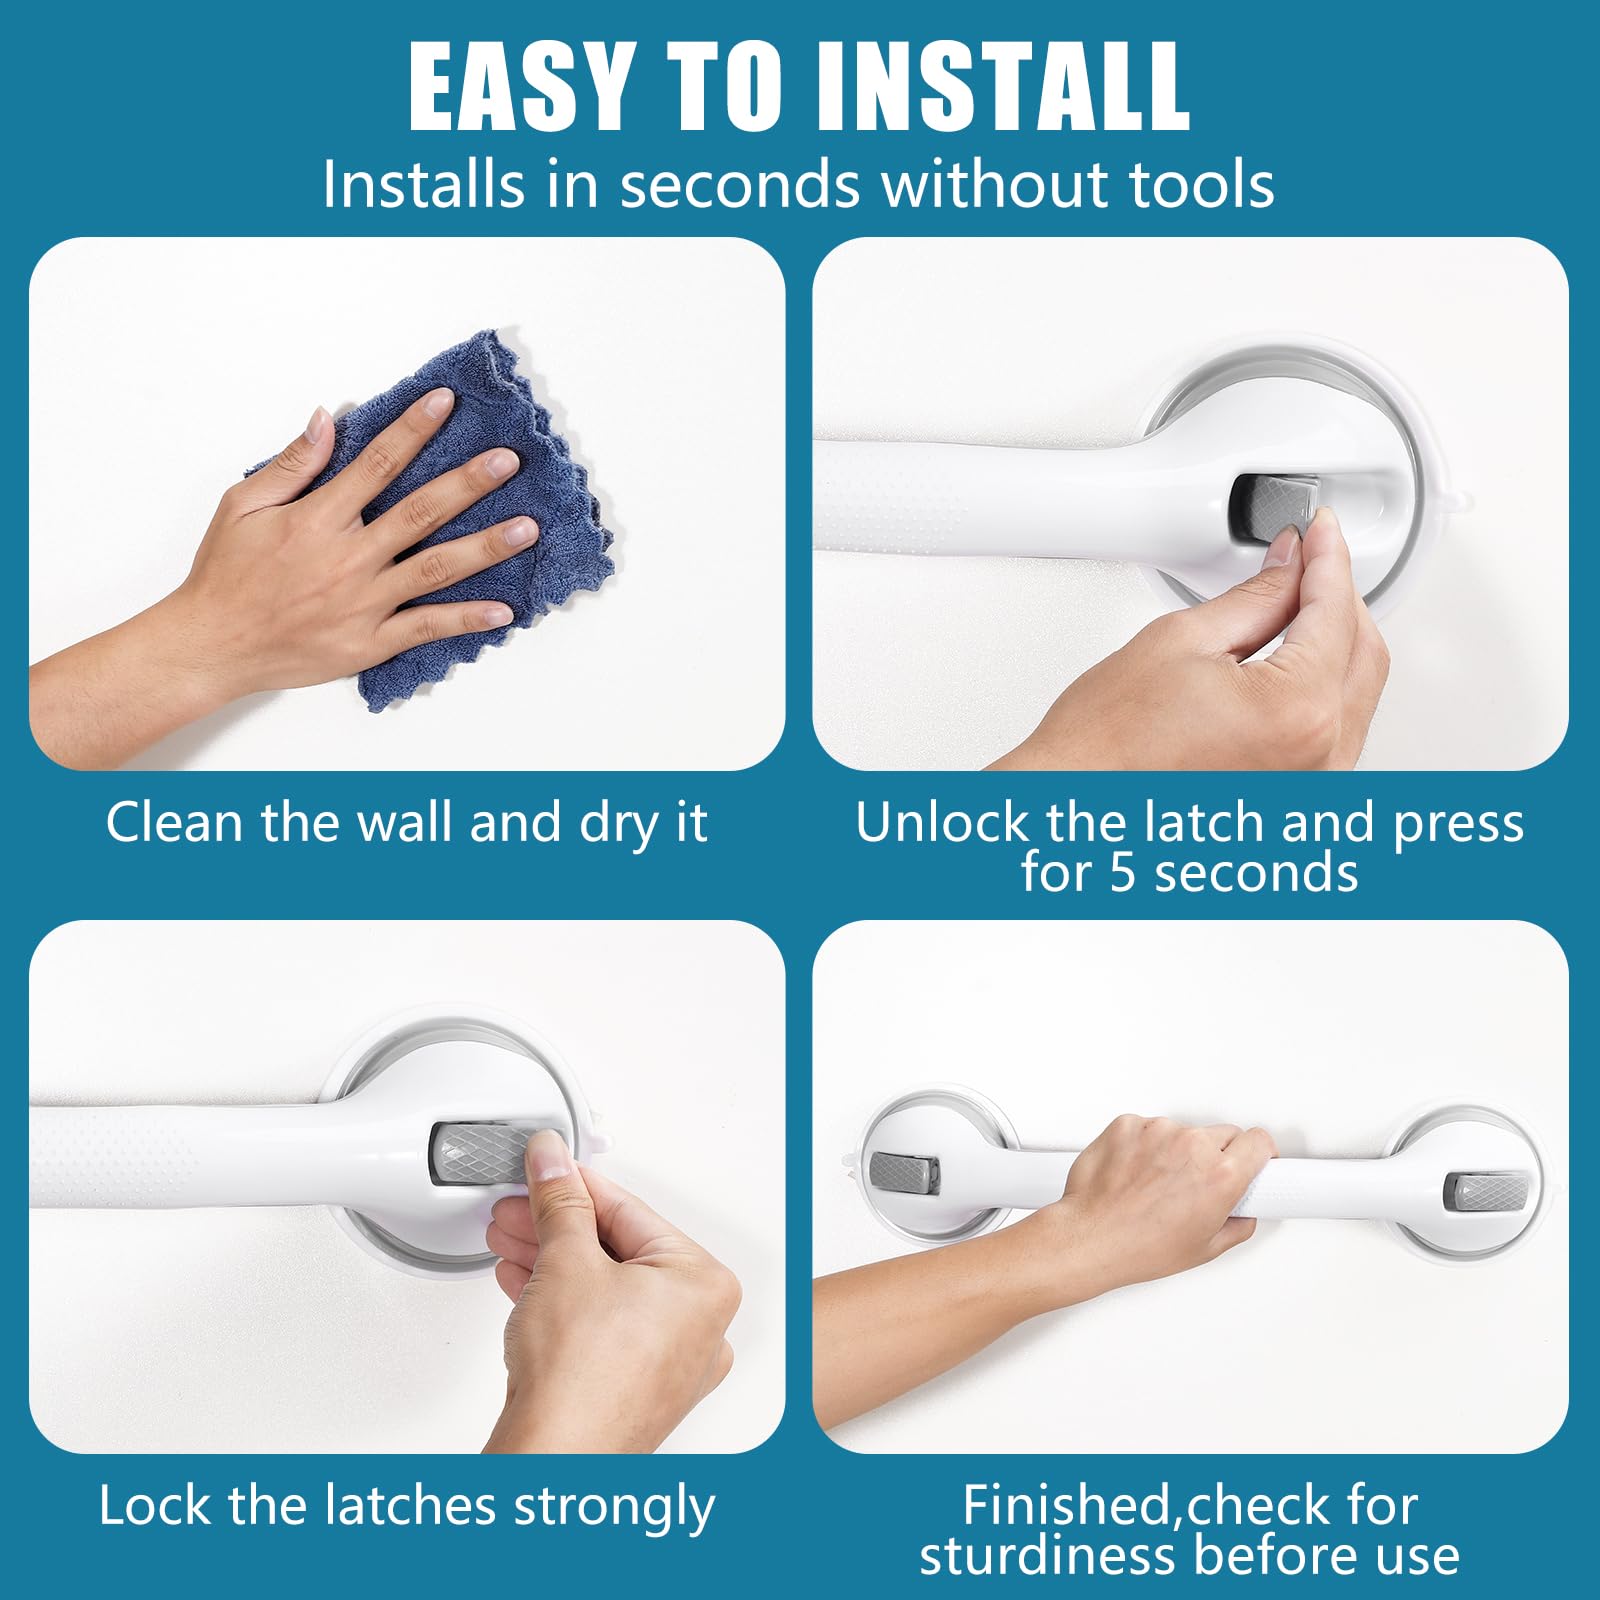 EASY TO INSTALL
Installs in seconds without tools
Clean the wall and dry it
Unlock the latch and press
for 5 seconds
Lock the latches strongly
Finished,check for
sturdiness before use